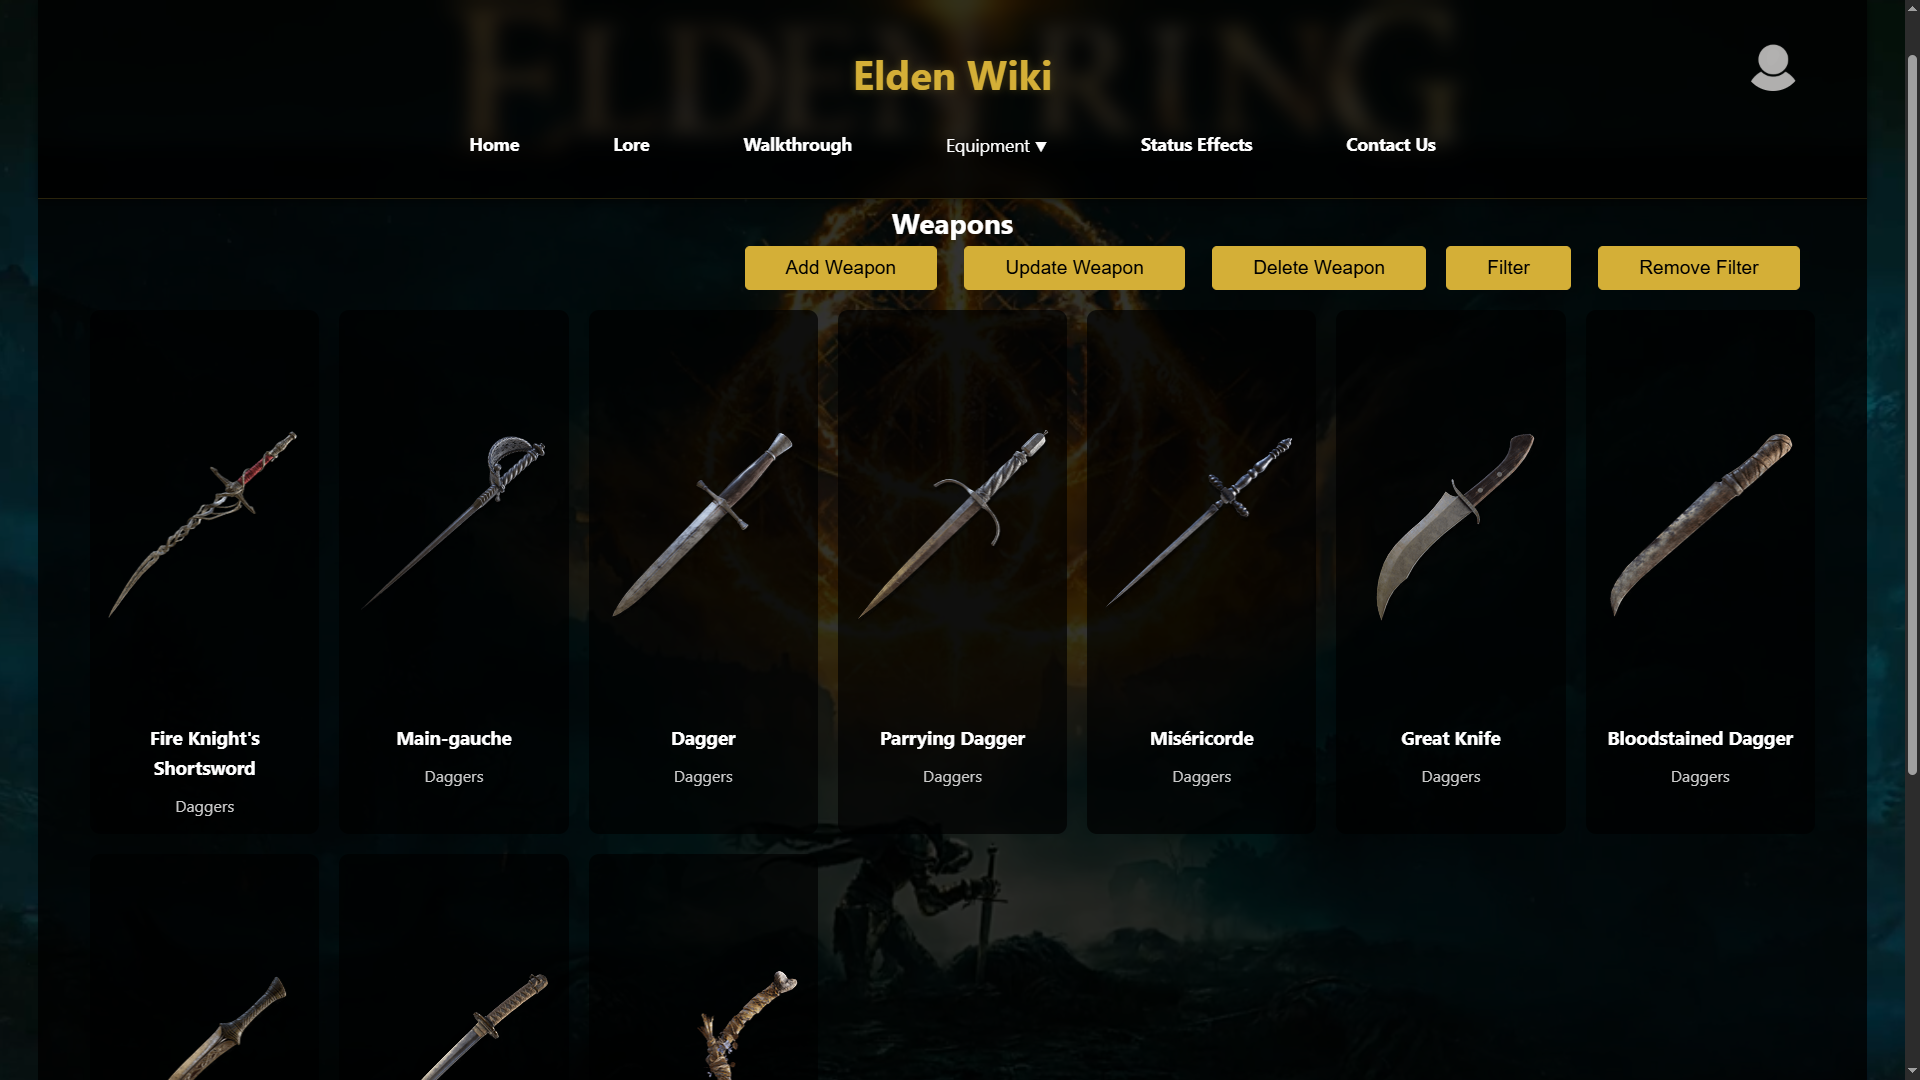 ELDEN RING
Elden Wiki
Home Lore Walkthrough Equipment ▼ Status Effects Contact Us
Weapons
Add Weapon Update Weapon Delete Weapon Filter Remove Filter
Fire Knight's
Shortsword
Daggers
Main-gauche
Daggers
Dagger
Daggers
Parrying Dagger
Daggers
Miséricorde
Daggers
Great Knife
Daggers
Bloodstained Dagger
Daggers